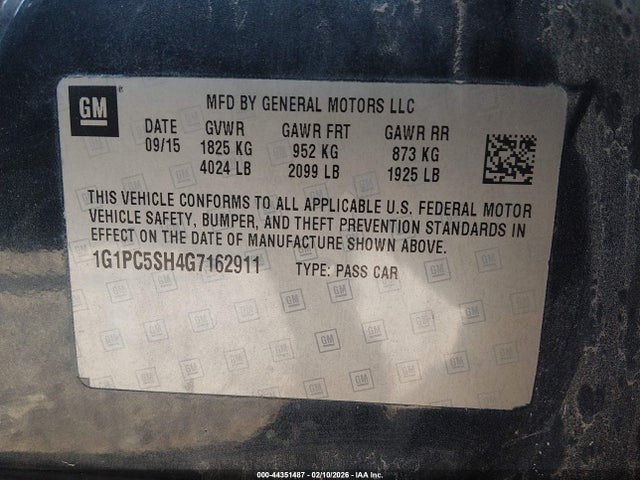 GM
MFD BY GENERAL MOTORS LLC
DATE GVWR GAWR FRT GAWR RR
09/15 1825 KG 952 KG 873 KG
4024 LB 2099 LB 1925 LB
THIS VEHICLE CONFORMS TO ALL APPLICABLE U.S. FEDERAL MOTOR
VEHICLE SAFETY, BUMPER, AND THEFT PREVENTION STANDARDS IN
EFFECT ON THE DATE OF MANUFACTURE SHOWN ABOVE.
1G1PC5SH4G7162911 TYPE: PASS CAR
000-44351487 - 02/10/2026 - IAA Inc.